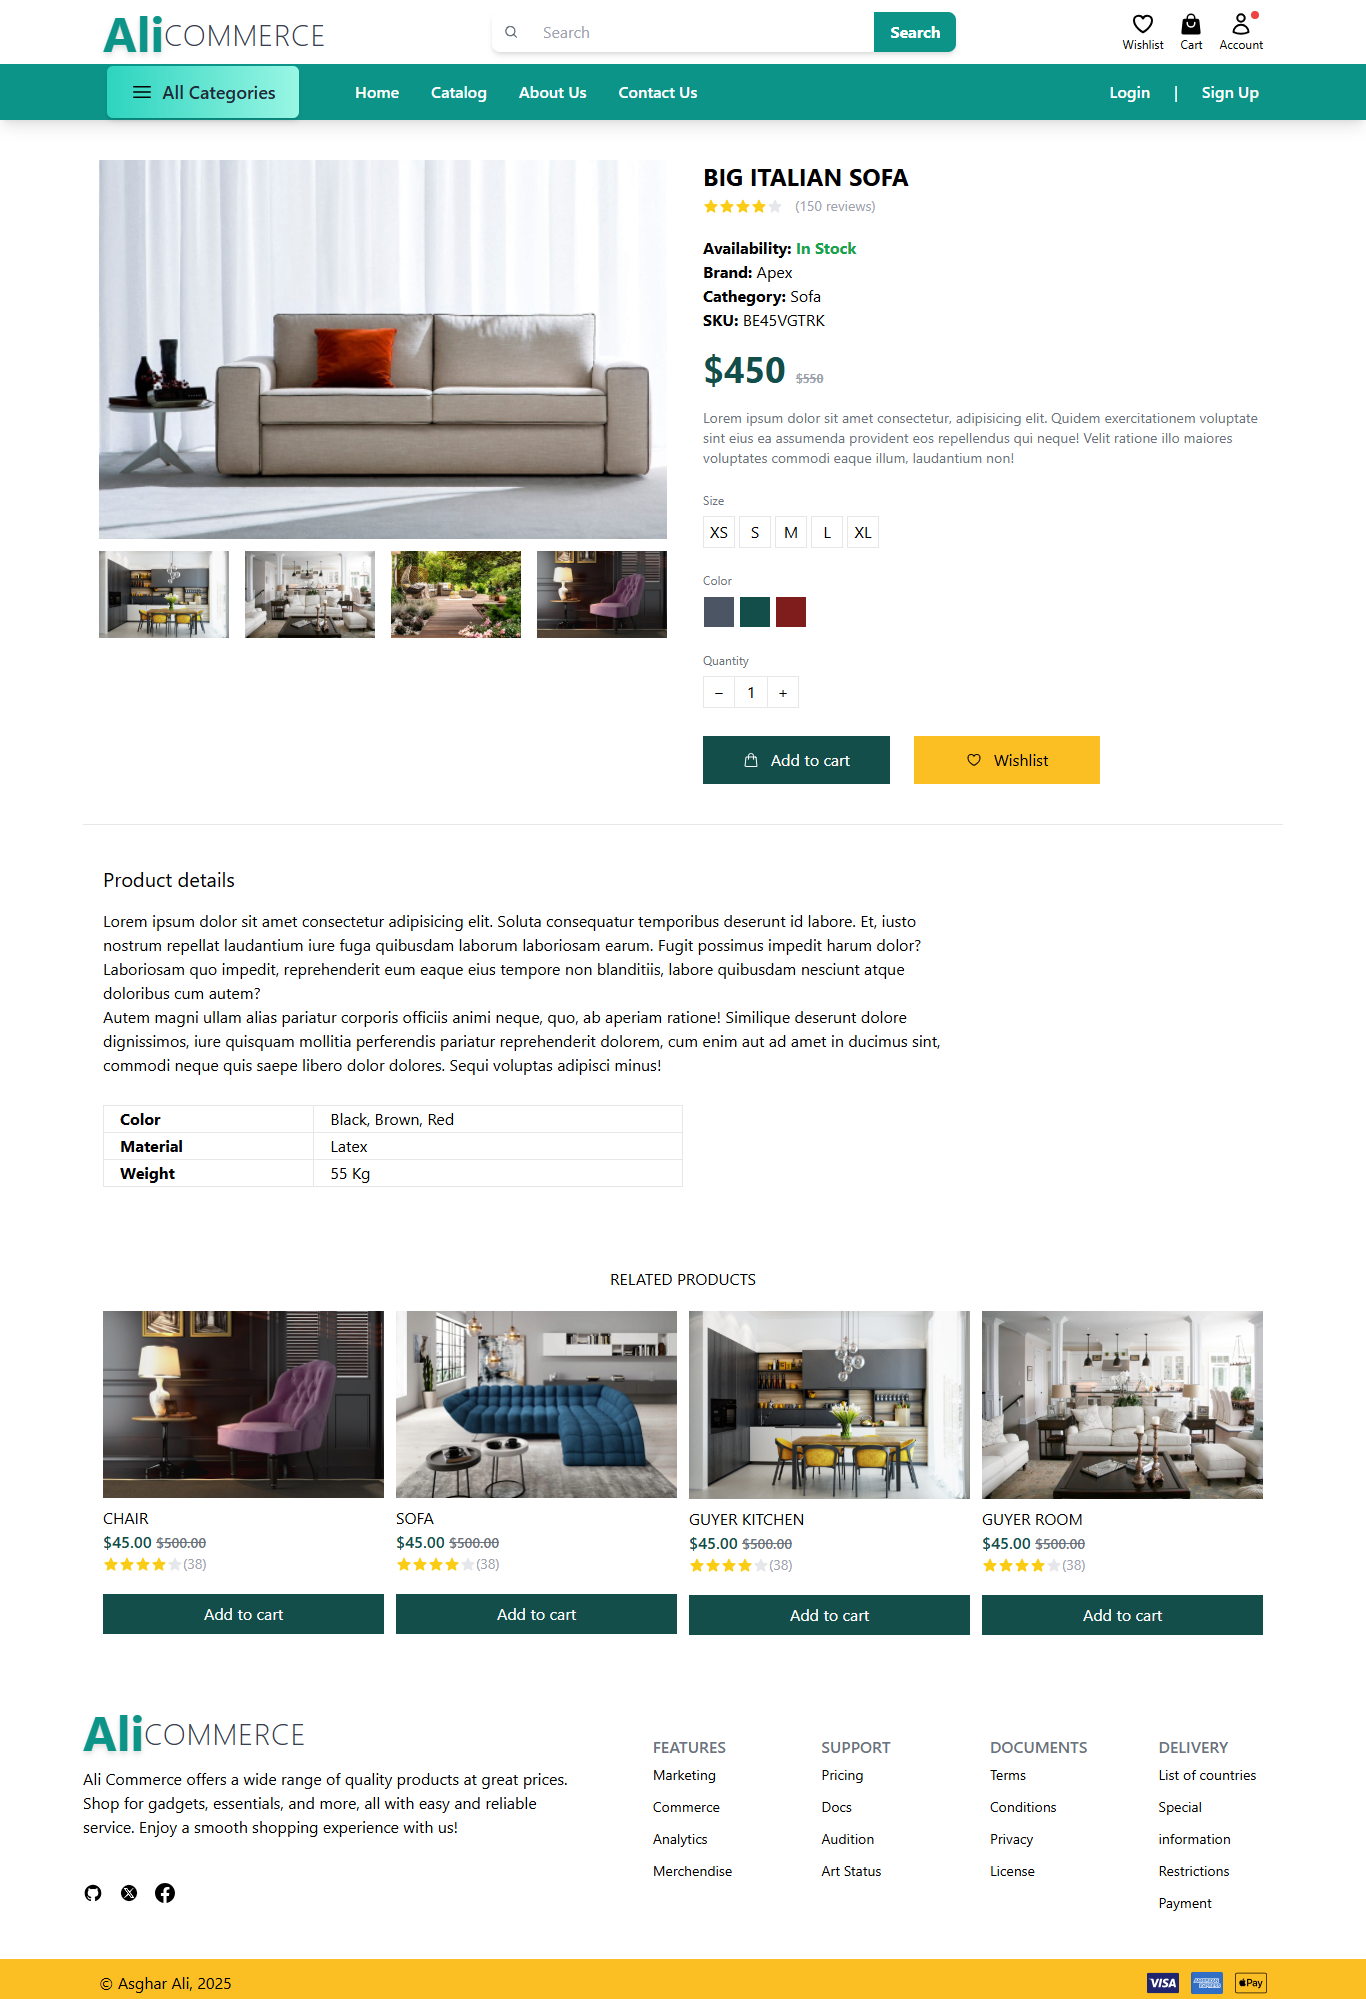 AliCOMMERCE
Search
Search
Wishlist
Cart
Account
All Categories
Home
Catalog
About Us
Contact Us
Login
|
Sign Up
BIG ITALIAN SOFA
(150 reviews)
Availability: In Stock
Brand: Apex
Cathegory: Sofa
SKU: BE45VGTRK
$450 $550
Lorem ipsum dolor sit amet consectetur, adipisicing elit. Quidem exercitationem voluptate
sint eius ea assumenda provident eos repellendus qui neque! Velit ratione illo maiores
voluptates commodi eaque illum, laudantium non!
Size
XS S M L XL
Color
Quantity
− 1 +
Add to cart
Wishlist
Product details
Lorem ipsum dolor sit amet consectetur adipisicing elit. Soluta consequatur temporibus deserunt id labore. Et, iusto
nostrum repellat laudantium iure fuga quibusdam laborum laboriosam earum. Fugit possimus impedit harum dolor?
Laboriosam quo impedit, reprehenderit eum eaque eius tempore non blanditiis, labore quibusdam nesciunt atque
doloribus cum autem?
Autem magni ullam alias pariatur corporis officiis animi neque, quo, ab aperiam ratione! Similique deserunt dolore
dignissimos, iure quisquam mollitia perferendis pariatur reprehenderit dolorem, cum enim aut ad amet in ducimus sint,
commodi neque quis saepe libero dolor dolores. Sequi voluptas adipisci minus!
Color Black, Brown, Red
Material Latex
Weight 55 Kg
RELATED PRODUCTS
CHAIR
$45.00 $500.00
(38)
Add to cart
SOFA
$45.00 $500.00
(38)
Add to cart
GUYER KITCHEN
$45.00 $500.00
(38)
Add to cart
GUYER ROOM
$45.00 $500.00
(38)
Add to cart
AliCOMMERCE
Ali Commerce offers a wide range of quality products at great prices.
Shop for gadgets, essentials, and more, all with easy and reliable
service. Enjoy a smooth shopping experience with us!
FEATURES
Marketing
Commerce
Analytics
Merchendise
SUPPORT
Pricing
Docs
Audition
Art Status
DOCUMENTS
Terms
Conditions
Privacy
License
DELIVERY
List of countries
Special
information
Restrictions
Payment
© Asghar Ali, 2025
VISA
AMERICAN EXPRESS
Pay